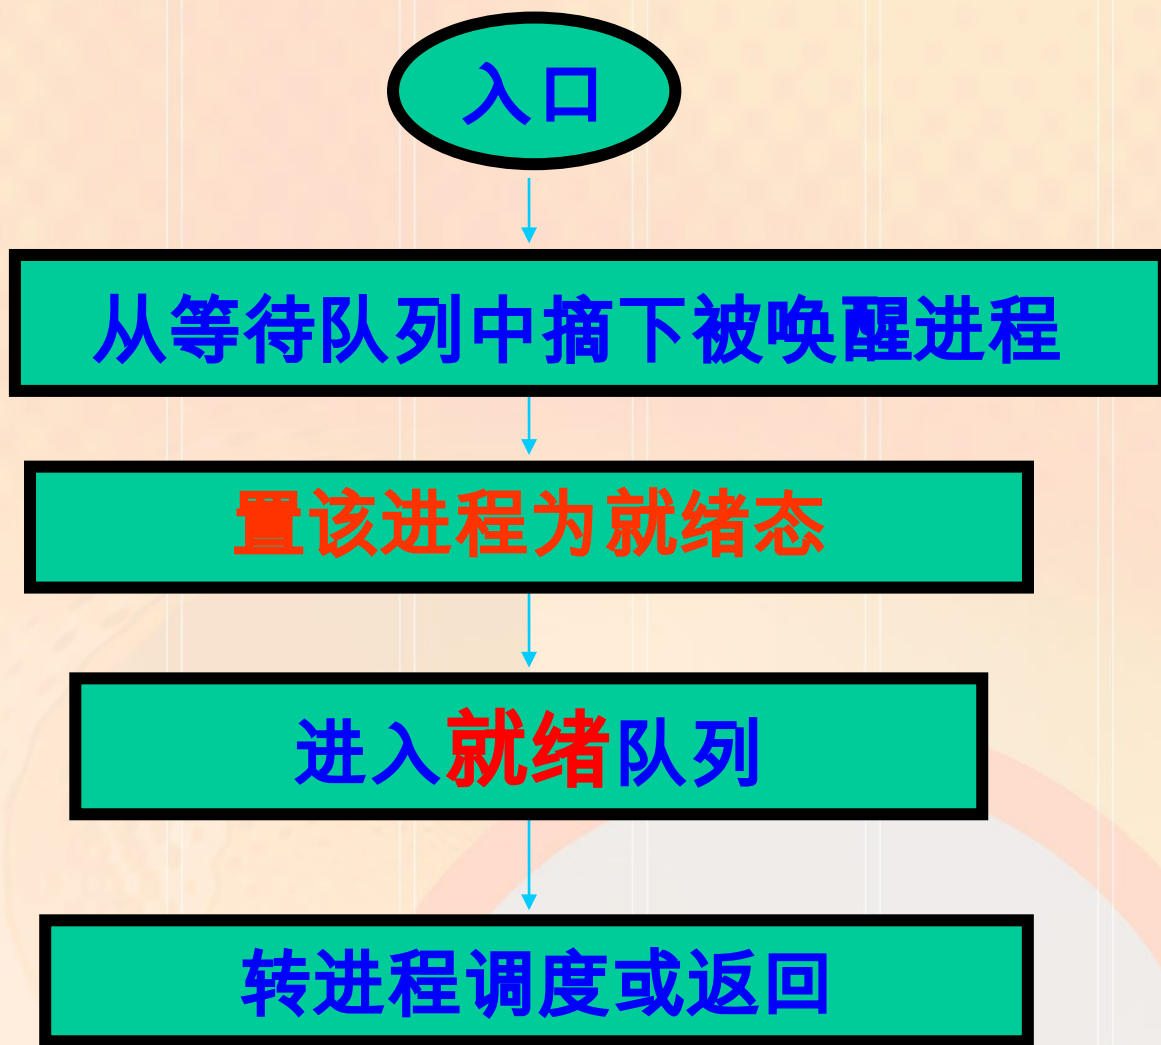 入口
从等待队列中摘下被唤醒进程
置该进程为就绪态
进入就绪队列
转进程调度或返回